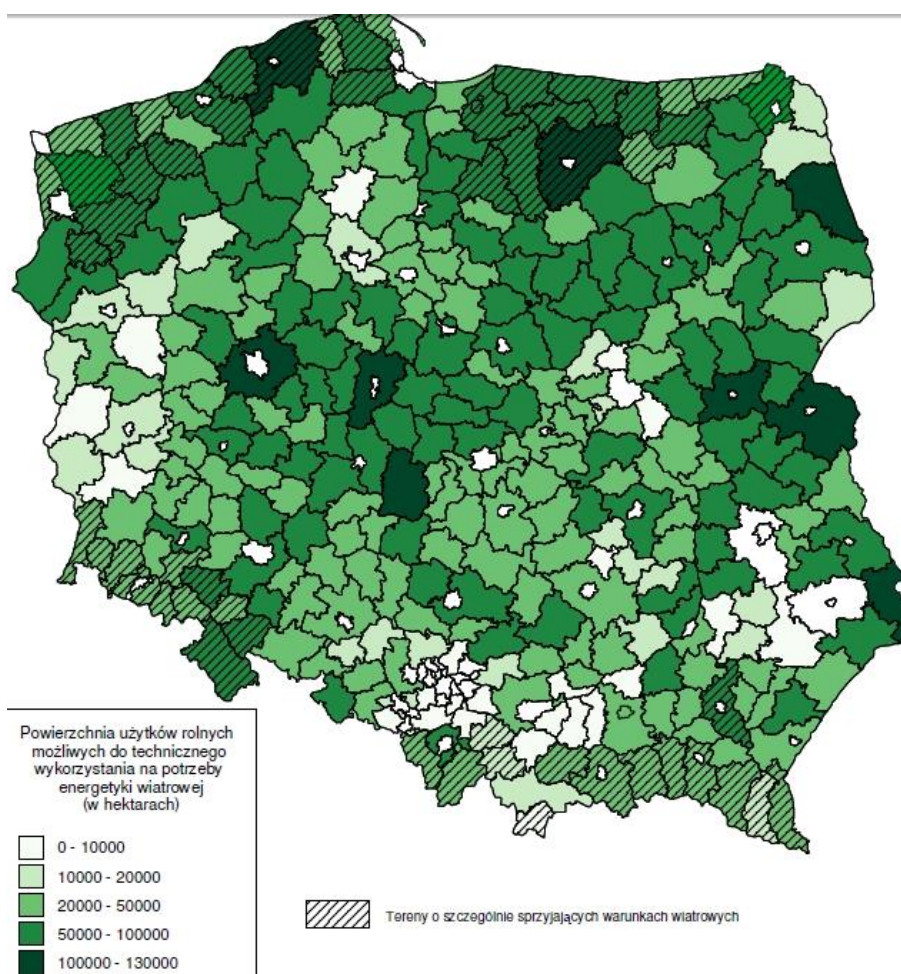 Powierzchnia użytków rolnych
możliwych do technicznego
wykorzystania na potrzeby
energetyki wiatrowej
(w hektarach)
0 - 10000
10000 - 20000
20000 - 50000
50000 - 100000
100000 - 130000
Tereny o szczególnie sprzyjających warunkach wiatrowych